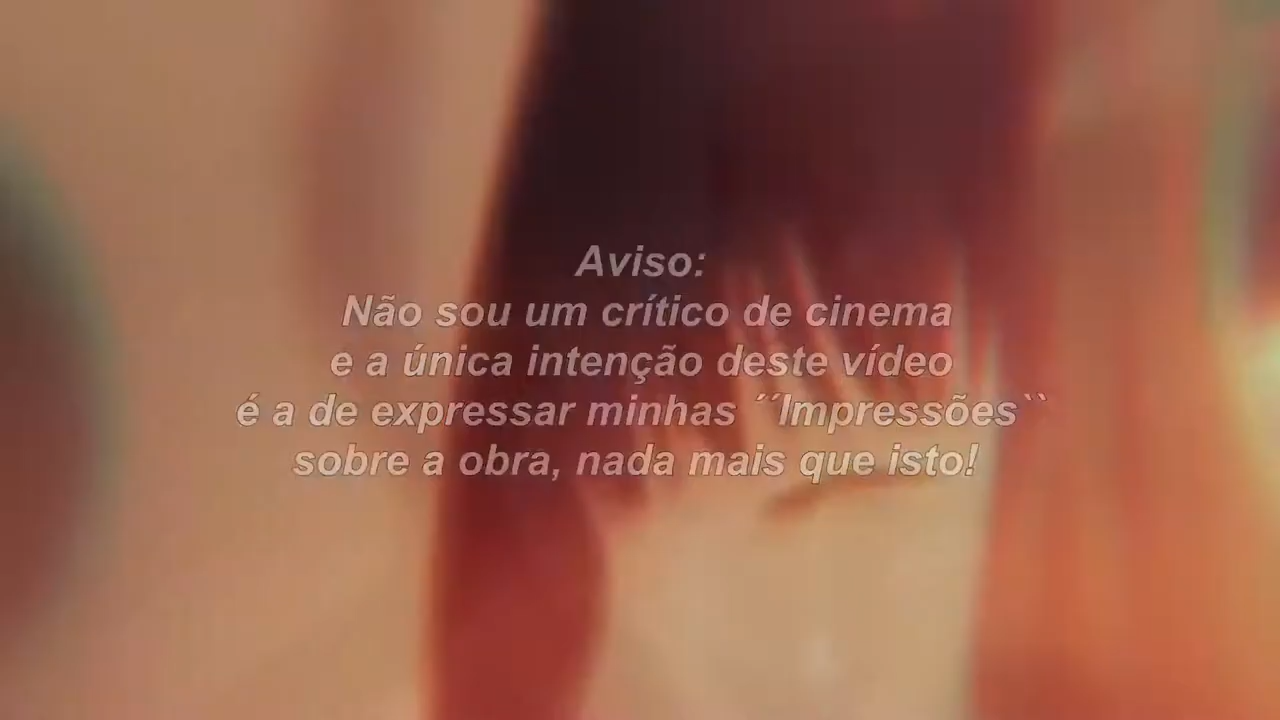 Aviso:
Não sou um crítico de cinema
e a única intenção deste vídeo
é a de expressar minhas ´´Impressões``
sobre a obra, nada mais que isto!